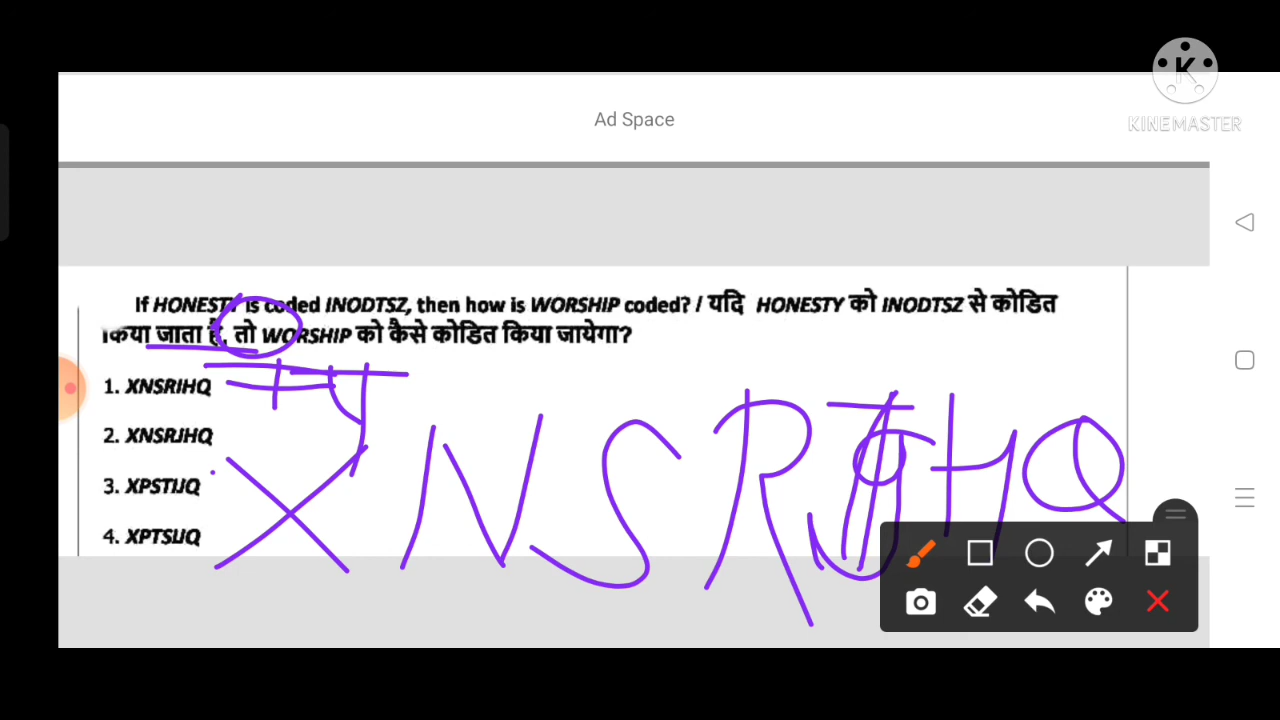 Ad Space
K
KINEMASTER
If HONESTY is coded INODTSZ, then how is WORSHIP coded? / यदि HONESTY को INODTSZ से कोडित
किया जाता है, तो WORSHIP को कैसे कोडित किया जायेगा?
1. XNSRIHQ
2. XNSRJHQ
3. XPSTIJQ
4. XPTSIJQ
XNSRJHQ